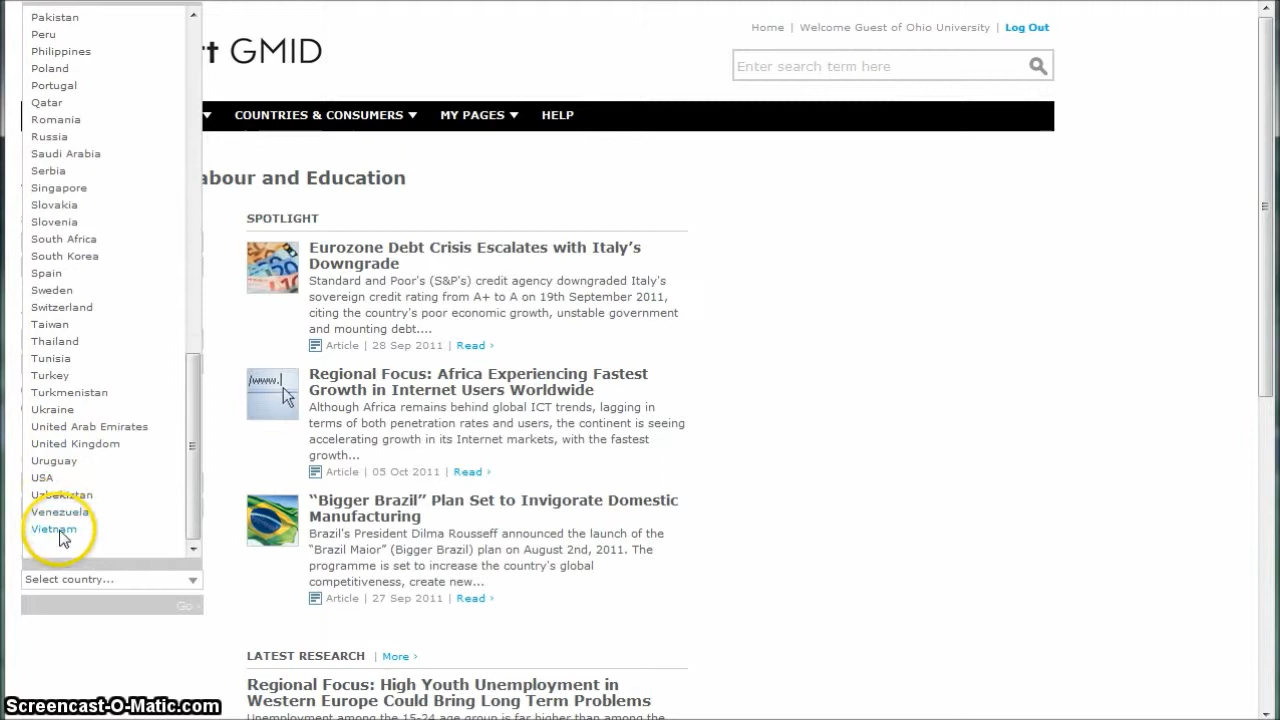 Pakistan
Peru
Philippines
Poland
Portugal
Qatar
Romania
Russia
Saudi Arabia
Serbia
Singapore
Slovakia
Slovenia
South Africa
South Korea
Spain
Sweden
Switzerland
Taiwan
Thailand
Tunisia
Turkey
Turkmenistan
Ukraine
United Arab Emirates
United Kingdom
Uruguay
USA
Uzbekistan
Venezuela
Vietnam
Select country...
Go ›
Home | Welcome Guest of Ohio University | Log Out
GMID
Enter search term here
COUNTRIES & CONSUMERS MY PAGES HELP
abour and Education
SPOTLIGHT
Eurozone Debt Crisis Escalates with Italy's
Downgrade
Standard and Poor's (S&P's) credit agency downgraded Italy's
sovereign credit rating from A+ to A on 19th September 2011,
citing the country's poor economic growth, unstable government
and mounting debt....
Article | 28 Sep 2011 | Read ›
/www.
Regional Focus: Africa Experiencing Fastest
Growth in Internet Users Worldwide
Although Africa remains behind global ICT trends, lagging in
terms of both penetration rates and users, the continent is seeing
accelerating growth in its Internet markets, with the fastest
growth...
Article | 05 Oct 2011 | Read ›
“Bigger Brazil” Plan Set to Invigorate Domestic
Manufacturing
Brazil's President Dilma Rousseff announced the launch of the
“Brazil Maior” (Bigger Brazil) plan on August 2nd, 2011. The
programme is set to increase the country's global
competitiveness, create new...
Article | 27 Sep 2011 | Read ›
LATEST RESEARCH | More ›
Regional Focus: High Youth Unemployment in
Western Europe Could Bring Long Term Problems
Unemployment among the 15-24 age group is far higher than among
Screencast-O-Matic.com